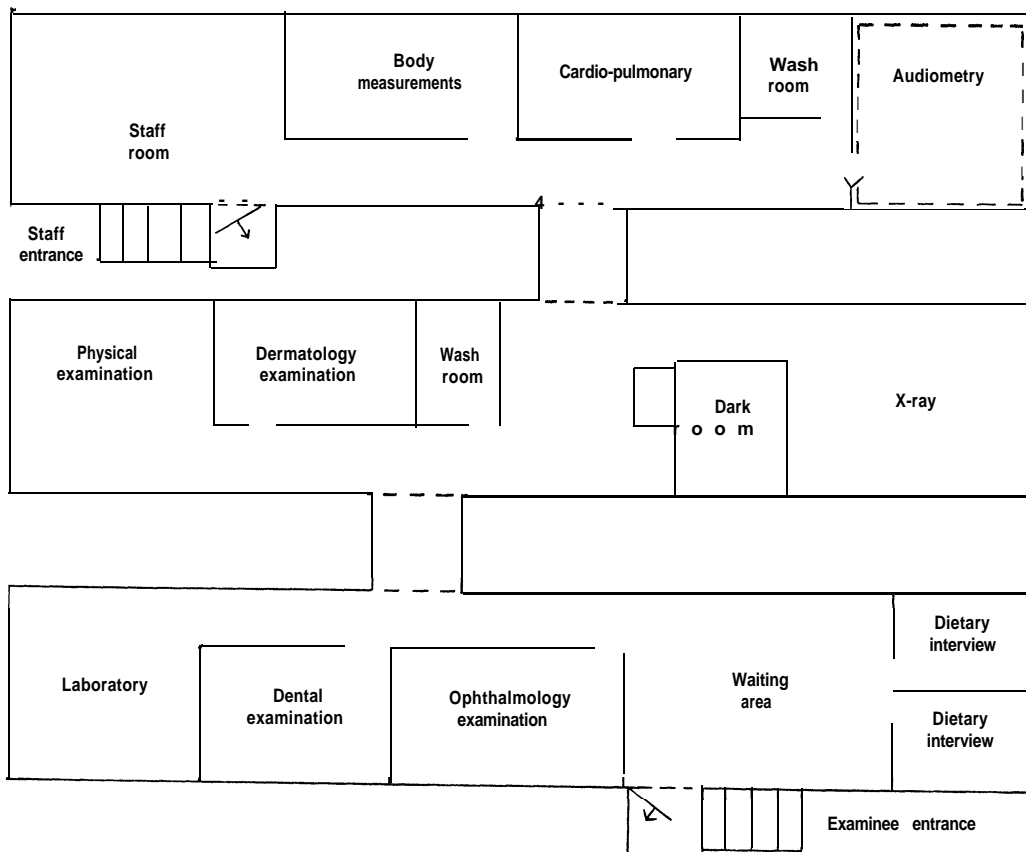 Body
measurements
Cardio-pulmonary
Wash
room
Audiometry
Staff
room
4
Staff
entrance
Physical
examination
Dermatology
examination
Wash
room
Dark
r o o m
X-ray
Laboratory
Dental
examination
Ophthalmology
examination
Waiting
area
Dietary
interview
Dietary
interview
Examinee entrance